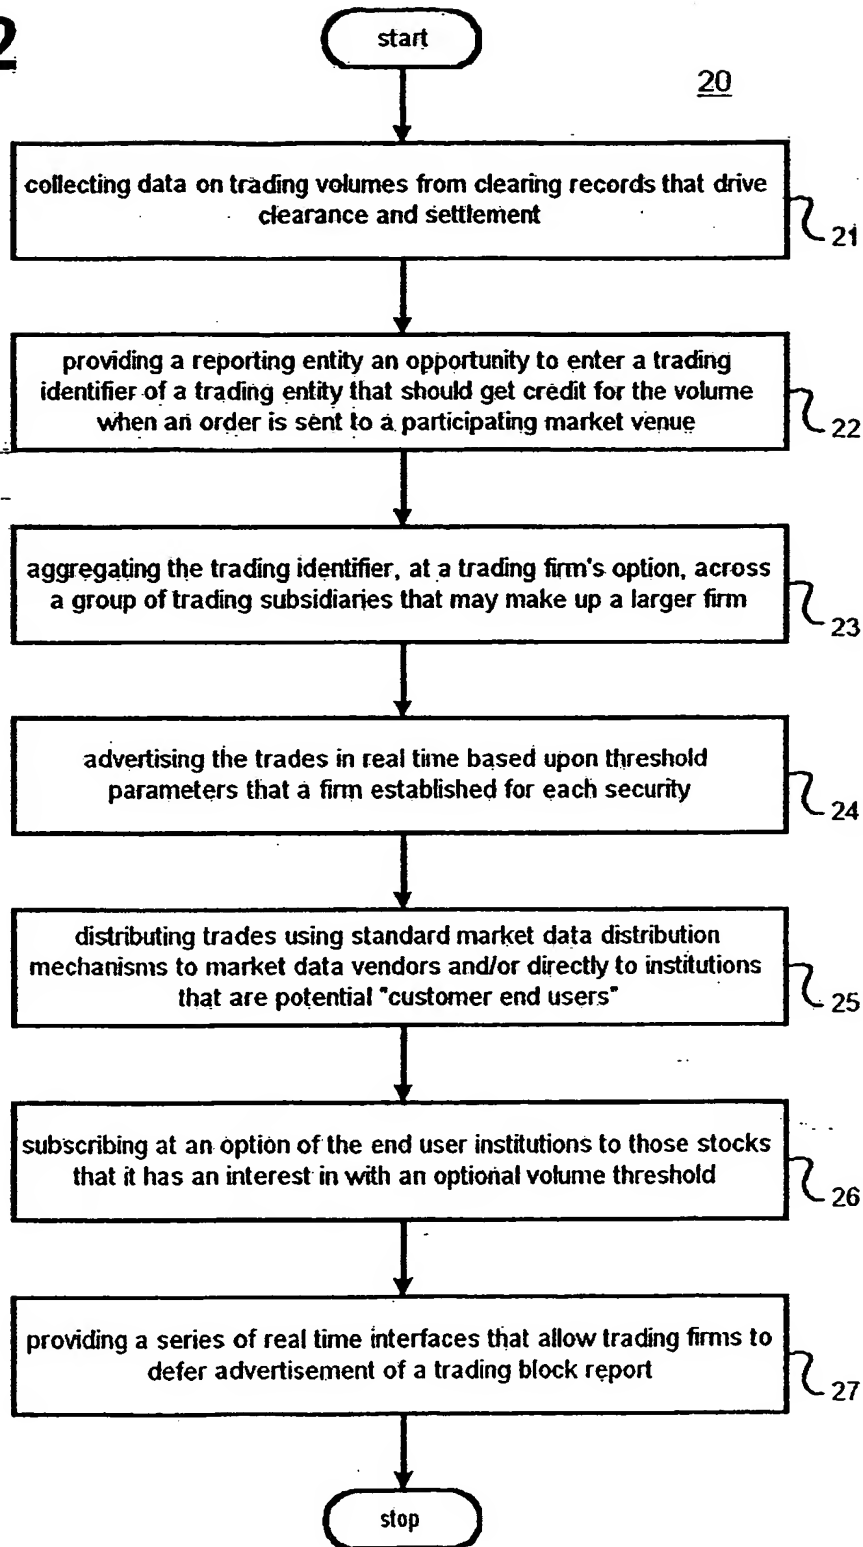 2
start
20
collecting data on trading volumes from clearing records that drive
clearance and settlement
21
providing a reporting entity an opportunity to enter a trading
identifier of a trading entity that should get credit for the volume
when an order is sent to a participating market venue
22
aggregating the trading identifier, at a trading firm's option, across
a group of trading subsidiaries that may make up a larger firm
23
advertising the trades in real time based upon threshold
parameters that a firm established for each security
24
distributing trades using standard market data distribution
mechanisms to market data vendors and/or directly to institutions
that are potential "customer end users"
25
subscribing at an option of the end user institutions to those stocks
that it has an interest in with an optional volume threshold
26
providing a series of real time interfaces that allow trading firms to
defer advertisement of a trading block report
27
stop